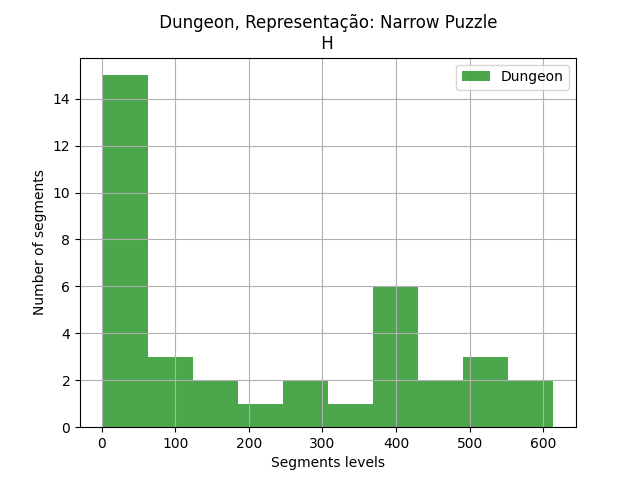 Dungeon, Representação: Narrow Puzzle
H
Dungeon
Number of segments
14
12
10
8
6
4
2
0
0 100 200 300 400 500 600
Segments levels